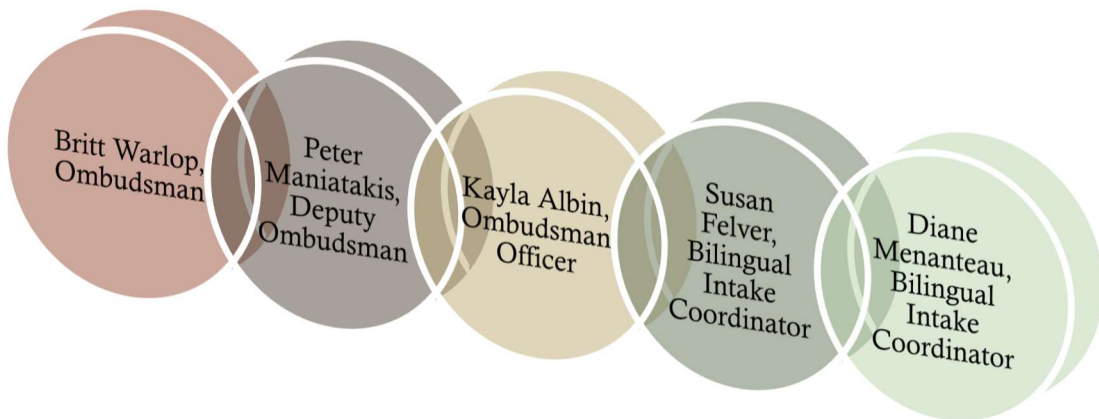 Britt Warlop,
Ombudsman
Peter
Maniatakis,
Deputy
Ombudsman
Kayla Albin,
Ombudsman
Officer
Susan
Felver,
Bilingual
Intake
Coordinator
Diane
Menanteau,
Bilingual
Intake
Coordinator